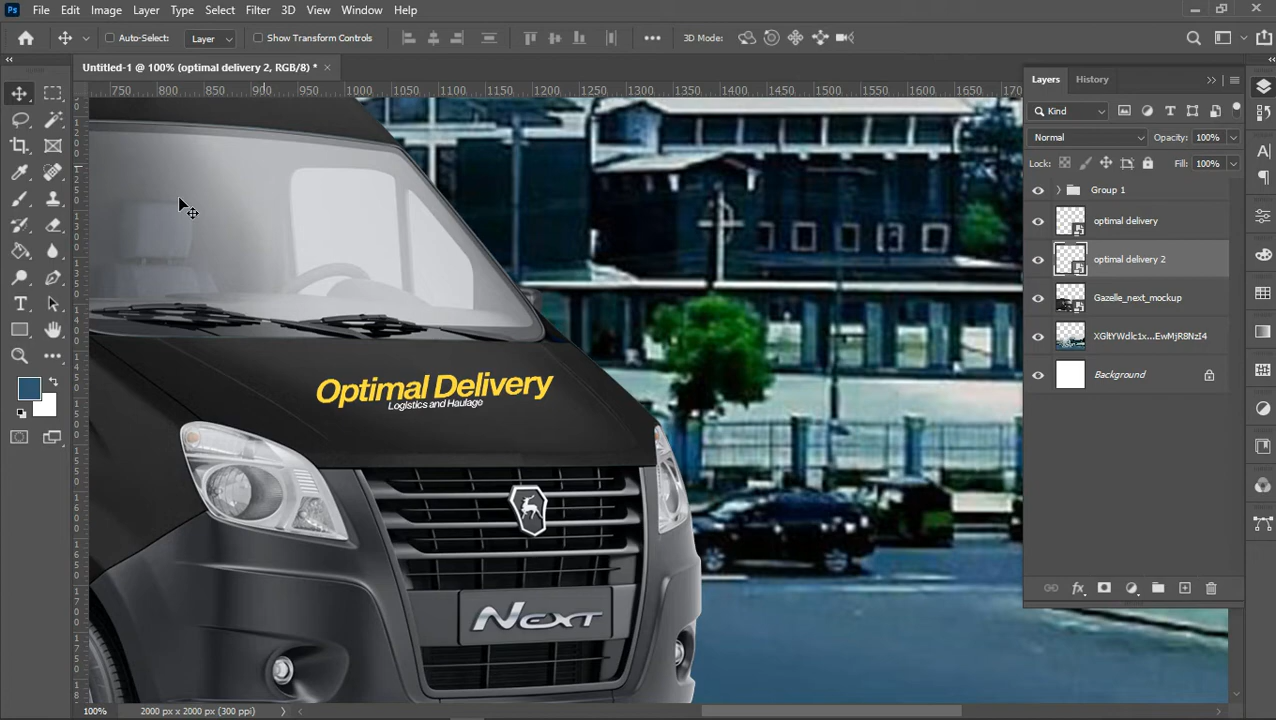 Ps File Edit Image Layer Type Select Filter 3D View Window Help
Auto-Select: Layer Show Transform Controls 3D Mode:
Untitled-1 @ 100% (optimal delivery 2, RGB/8) *
750 800 850 900 950 1000 1050 1100 1150 1200 1250 1300 1350 1400 1450 1500 1550 1600 1650
Layers History
Kind
Normal Opacity: 100%
Lock: Fill: 100%
Group 1
optimal delivery
optimal delivery 2
Gazelle_next_mockup
XGltYWdlc1x...EwMjR8NzI4
Background
Optimal Delivery
Logistics and Haulage
NEXT
100% 2000 px x 2000 px (300 ppi)